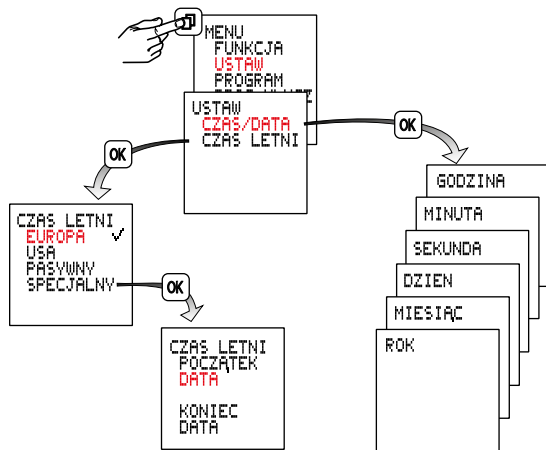 MENU
FUNKCJA
USTAW
PROGRAM
USTAW
CZAS/DATA
CZAS LETNI
OK
OK
CZAS LETNI
EUROPA ✓
USA
PASYWNY
SPECJALNY
OK
CZAS LETNI
POCZĄTEK
DATA
KONIEC
DATA
GODZINA
MINUTA
SEKUNDA
DZIEN
MIESIĄC
ROK